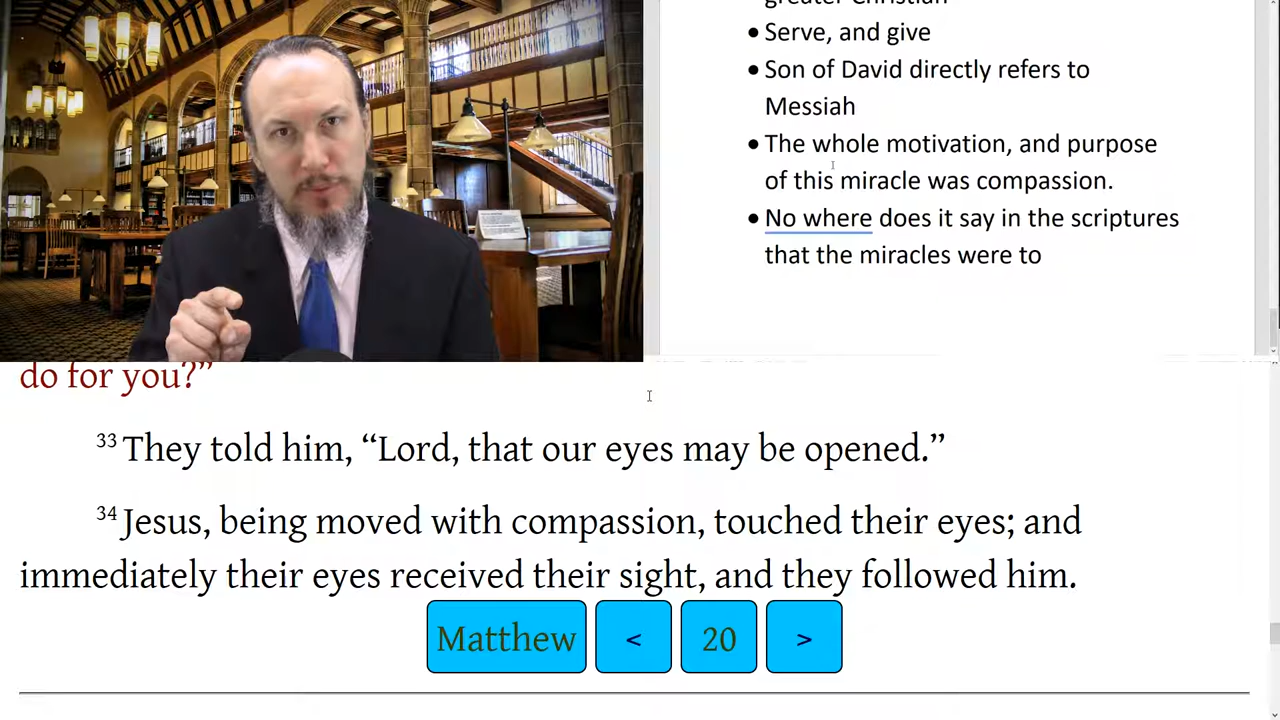 greater Christian
• Serve, and give
• Son of David directly refers to
Messiah
• The whole motivation, and purpose
of this miracle was compassion.
• No where does it say in the scriptures
that the miracles were to
do for you?”
33 They told him, “Lord, that our eyes may be opened.”
34 Jesus, being moved with compassion, touched their eyes; and
immediately their eyes received their sight, and they followed him.
Matthew < 20 >